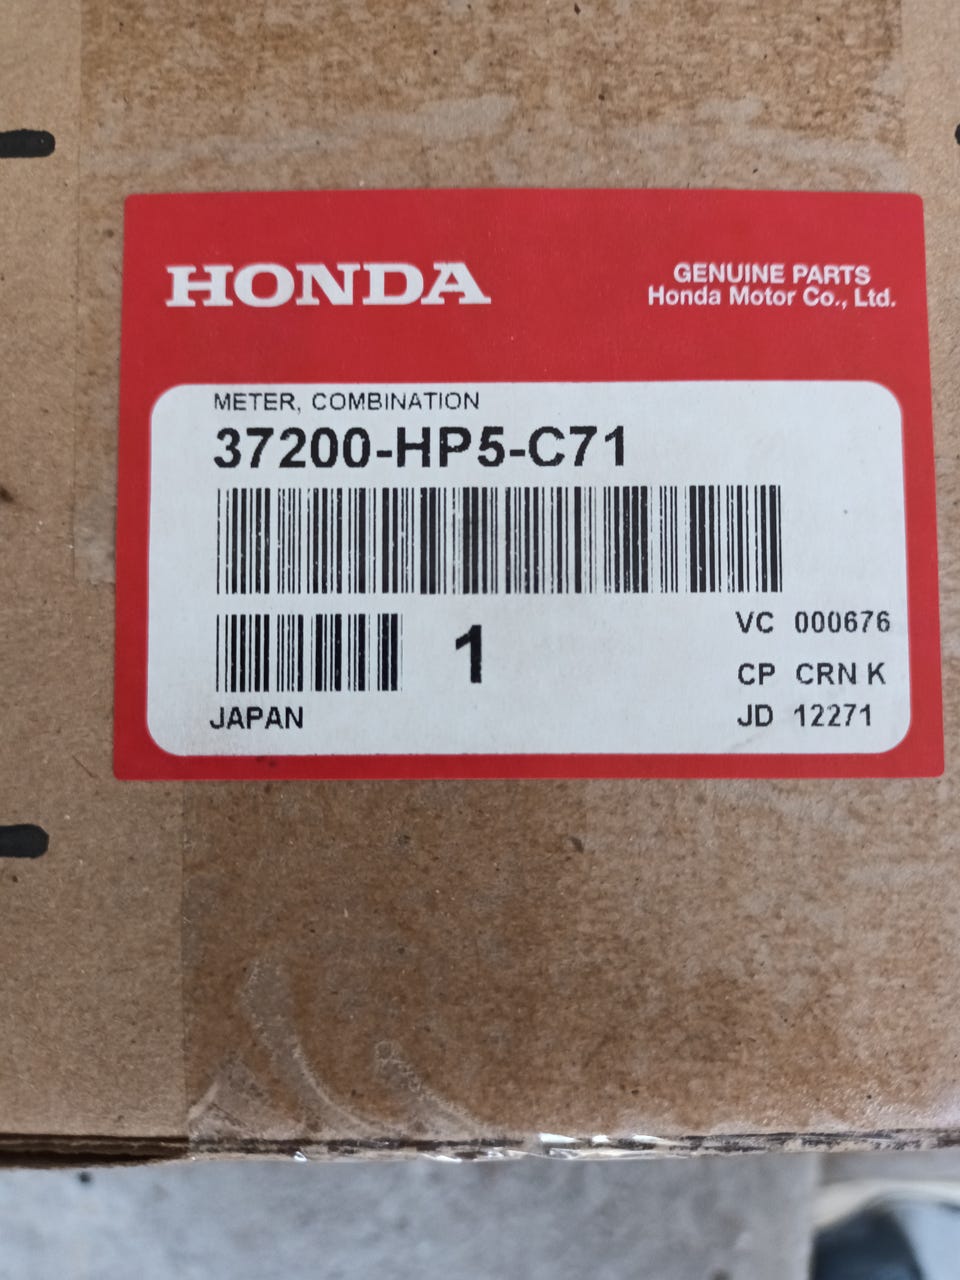 HONDA
GENUINE PARTS
Honda Motor Co., Ltd.
METER, COMBINATION
37200-HP5-C71
1
VC 000676
CP CRN K
JAPAN
JD 12271